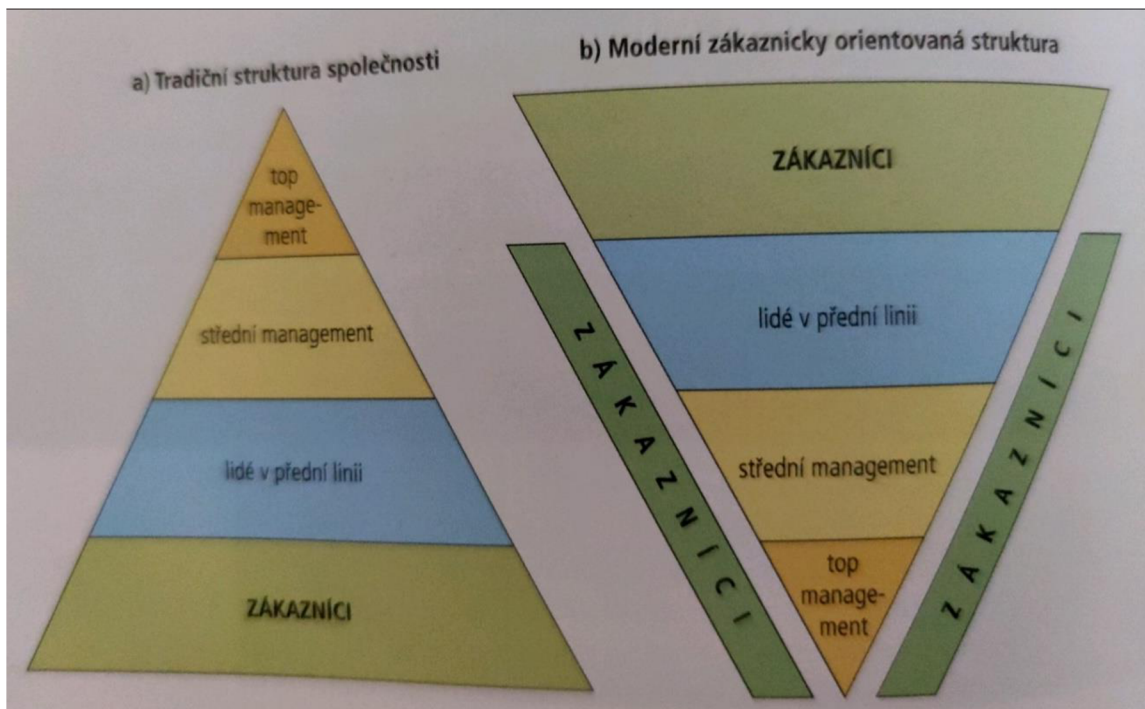 a) Tradiční struktura společnosti
top
manage-
ment
střední management
lidé v přední linii
ZÁKAZNÍCI
b) Moderní zákaznicky orientovaná struktura
ZÁKAZNÍCI
lidé v přední linii
střední management
top
manage-
ment
ZÁKAZNÍCI
ZÁKAZNÍCI